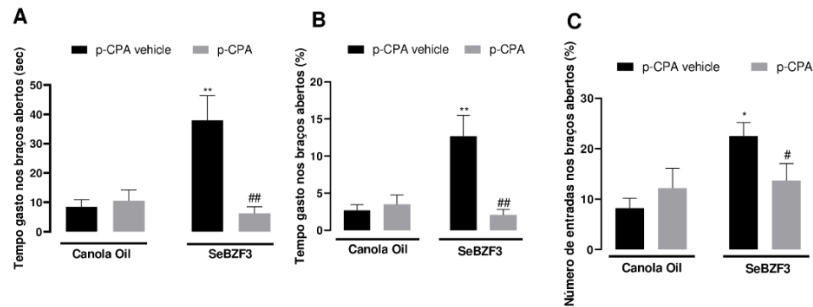 A
p-CPA vehicle p-CPA
Tempo gasto nos braços abertos (sec)
50
40
30
20
10
0
**
##
Canola Oil SeBZF3
B
p-CPA vehicle p-CPA
Tempo gasto nos braços abertos (%)
20
15
10
5
0
**
##
Canola Oil SeBZF3
C
p-CPA vehicle p-CPA
Número de entradas nos braços abertos (%)
30
20
10
0
*
#
Canola Oil SeBZF3